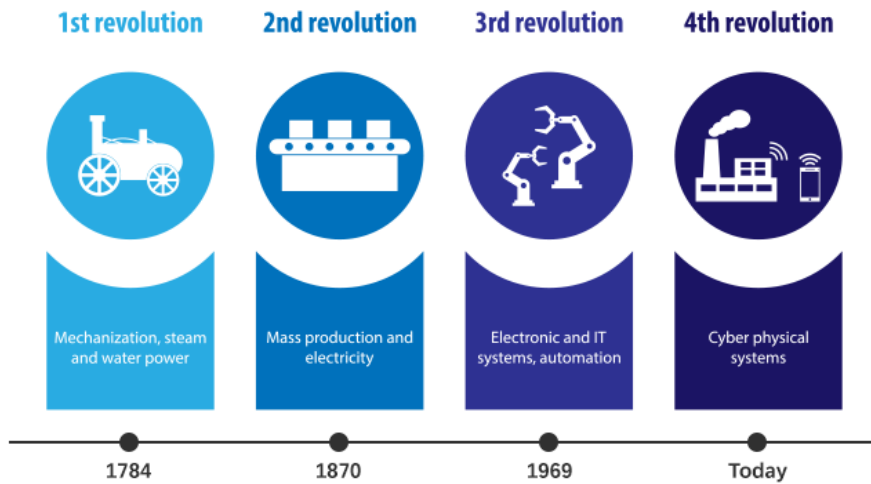 1st revolution
2nd revolution
3rd revolution
4th revolution
Mechanization, steam
and water power
Mass production and
electricity
Electronic and IT
systems, automation
Cyber physical
systems
1784
1870
1969
Today